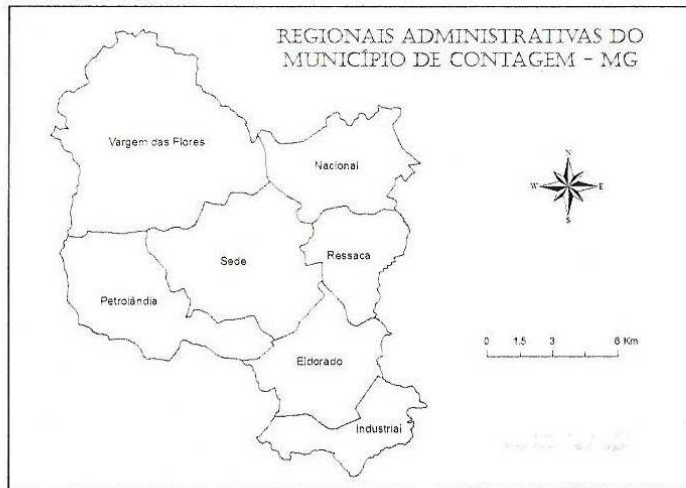 REGIONAIS ADMINISTRATIVAS DO
MUNICÍPIO DE CONTAGEM - MG
Vargem das Flores
Nacional
N
W E
S
Sede
Ressaca
Petrolândia
Eldorado
0 1.5 3 6 Km
Industrial